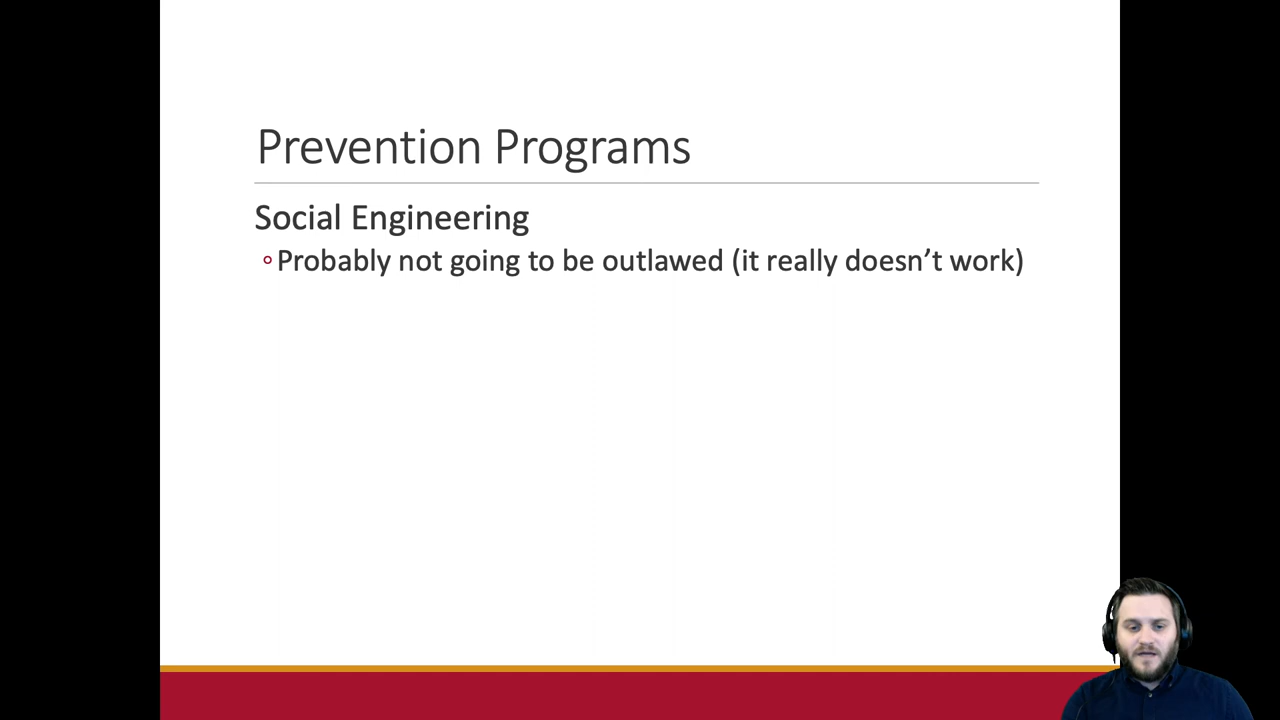 Prevention Programs
Social Engineering
Probably not going to be outlawed (it really doesn’t work)